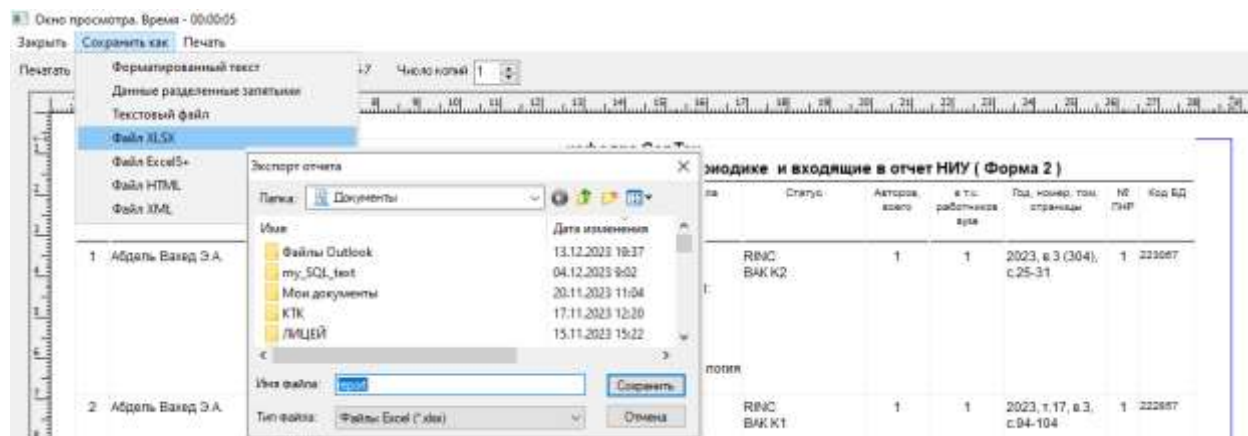 Окно просмотра. Время - 00:00:05
Закрыть Сохранить как Печать
Печатать Число копий 1
Форматированный текст
Данные разделенные запятыми
Текстовый файл
Файл XLSX
Файл Excel5+
Файл HTML
Файл XML
Экспорт отчета
Папка: Документы
Имя Дата изменения
Файлы Outlook 13.12.2023 19:37
my_SQL_text 04.12.2023 9:02
Мои документы 20.11.2023 11:04
КТК 17.11.2023 12:20
ЛИЦЕЙ 15.11.2023 15:22
Имя файла: report Сохранить
Тип файла: Файлы Excel (*.xlsx) Отмена
риодике и входящие в отчет НИУ ( Форма 2 )
Статус Авторов, всего в т.ч. работников вуза Год, номер, том, страницы № ПНР Код БД
1 Абдель Вахед Э.А. RINC 1 1 2023, в.3 (304), 1 223067
ВАК К2 с.25-31
логия
2 Абдель Вахед Э.А. RINC 1 1 2023, т.17, в.3, 1
ВАК К1 с.94-104